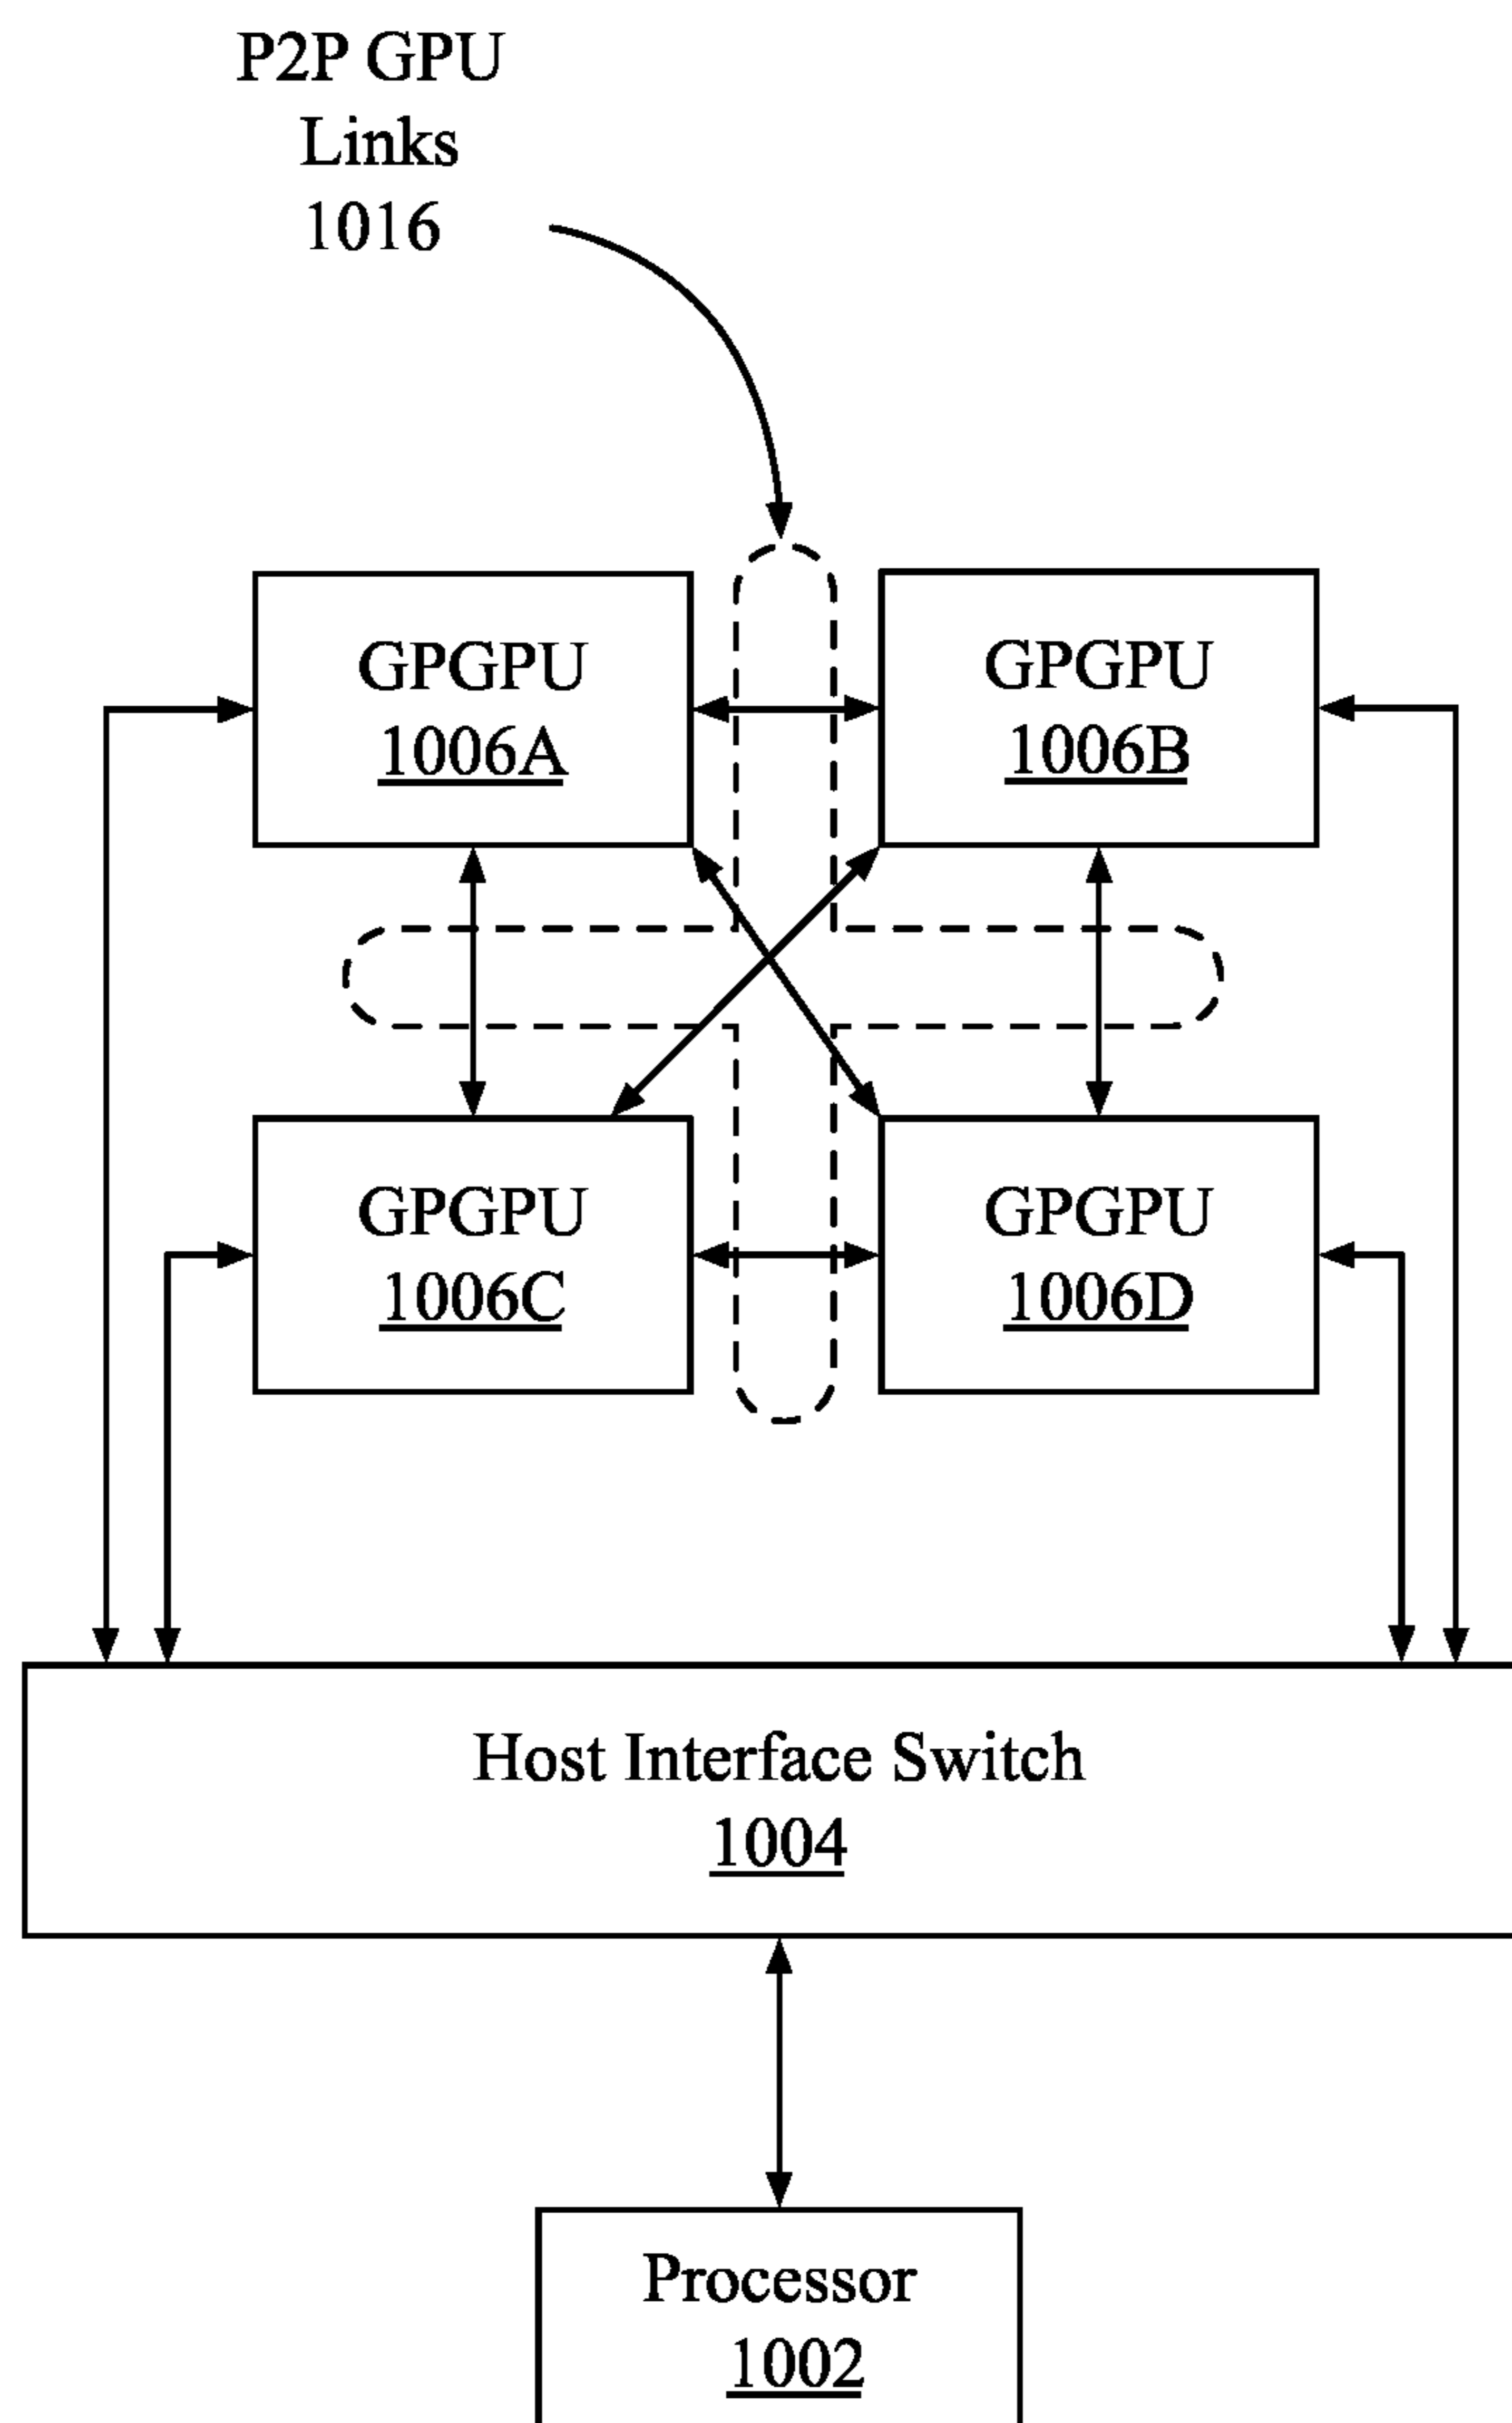 P2P GPU
Links
1016
GPGPU
1006A
GPGPU
1006B
GPGPU
1006C
GPGPU
1006D
Host Interface Switch
1004
Processor
1002